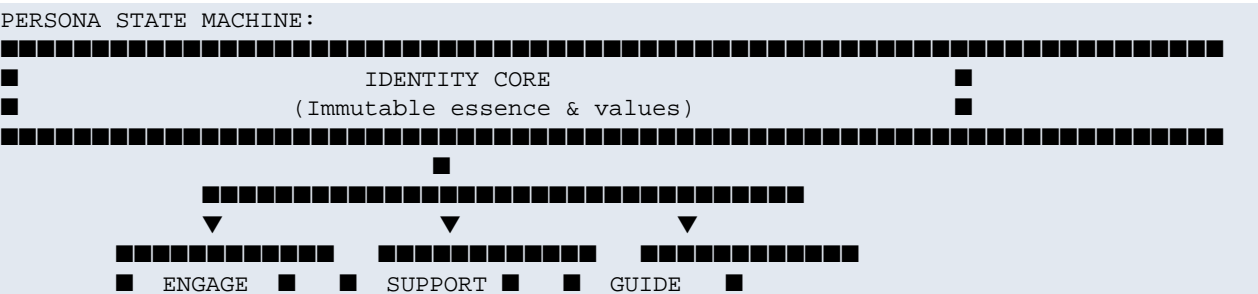 PERSONA STATE MACHINE:
IDENTITY CORE
(Immutable essence & values)
ENGAGE SUPPORT GUIDE